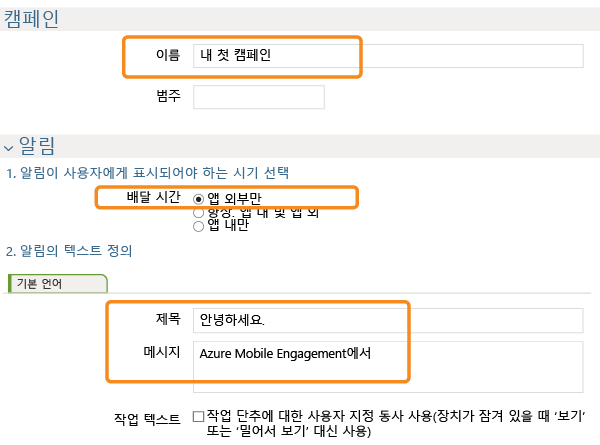 캠페인
이름 내 첫 캠페인
범주
알림
1. 알림이 사용자에게 표시되어야 하는 시기 선택
배달 시간 앱 외부만
항상. 앱 내 및 앱 외
앱 내만
2. 알림의 텍스트 정의
기본 언어
제목 안녕하세요.
메시지 Azure Mobile Engagement에서
작업 텍스트 작업 단추에 대한 사용자 지정 동사 사용(장치가 잠겨 있을 때 '보기'
또는 '밀어서 보기' 대신 사용)